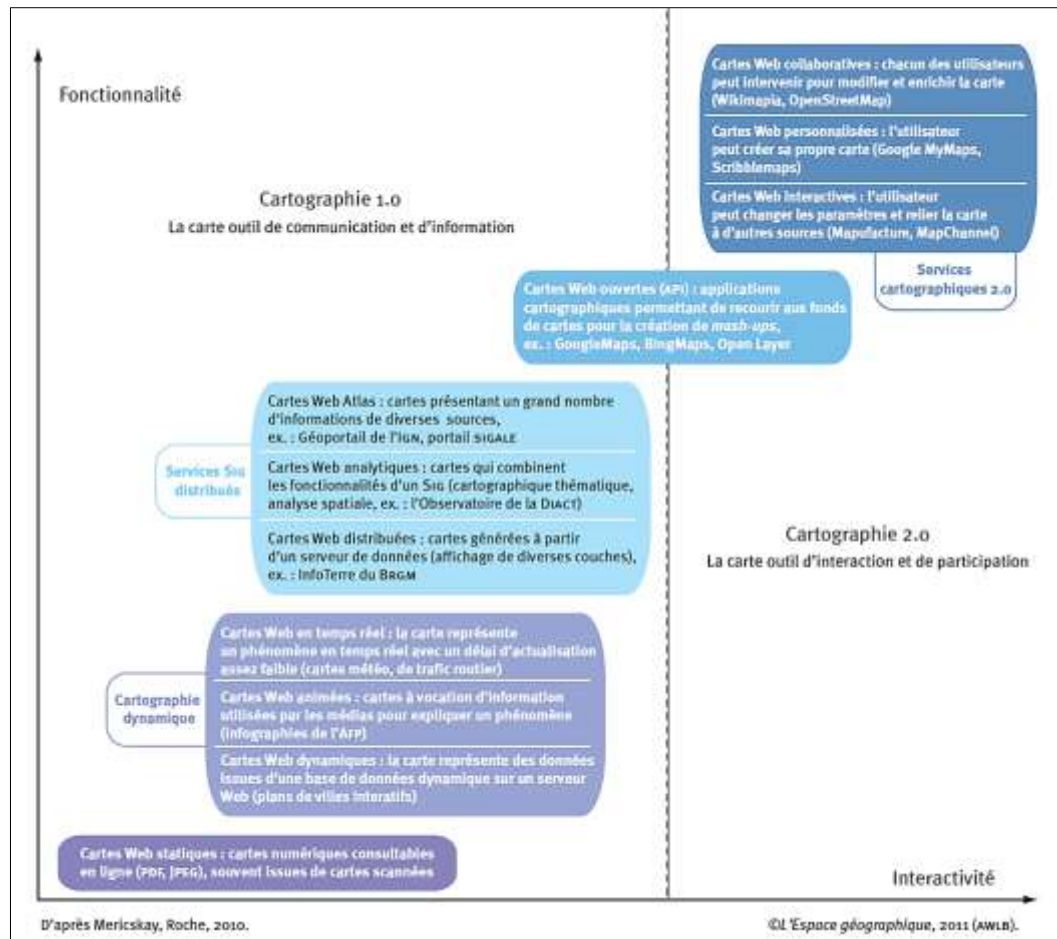 Fonctionnalité
Cartographie 1.0
La carte outil de communication et d'information
Cartes Web collaboratives : chacun des utilisateurs
peut intervenir pour modifier et enrichir la carte
(Wikimapia, OpenStreetMap)
Cartes Web personnalisées : l'utilisateur
peut créer sa propre carte (Google MyMaps,
Scribblemaps)
Cartes Web interactives : l'utilisateur
peut changer les paramètres et relier la carte
à d'autres sources (Mapufacture, MapChannel)
Services
cartographiques 2.0
Cartes Web ouvertes (API) : applications
cartographiques permettant de recourir aux fonds
de cartes pour la création de mash-ups,
ex. : GoogleMaps, BingMaps, Open Layer
Services SIG
distribués
Cartes Web Atlas : cartes présentant un grand nombre
d'informations de diverses sources,
ex. : Géoportail de l'IGN, portail SIGALE
Cartes Web analytiques : cartes qui combinent
les fonctionnalités d'un SIG (cartographique thématique,
analyse spatiale, ex. : l'Observatoire de la DIACT)
Cartes Web distribuées : cartes générées à partir
d'un serveur de données (affichage de diverses couches),
ex. : InfoTerre du BRGM
Cartographie 2.0
La carte outil d'interaction et de participation
Cartographie
dynamique
Cartes Web en temps réel : la carte représente
un phénomène en temps réel avec un délai d'actualisation
assez faible (cartes météo, de trafic routier)
Cartes Web animées : cartes à vocation d'information
utilisées par les médias pour expliquer un phénomène
(infographies de l'AFP)
Cartes Web dynamiques : la carte représente des données
issues d'une base de données dynamique sur un serveur
Web (plans de villes interatifs)
Cartes Web statiques : cartes numériques consultables
en ligne (PDF, JPEG), souvent issues de cartes scannées
Interactivité
D'après Mericskay, Roche, 2010.
©L'Espace géographique, 2011 (AWLB).